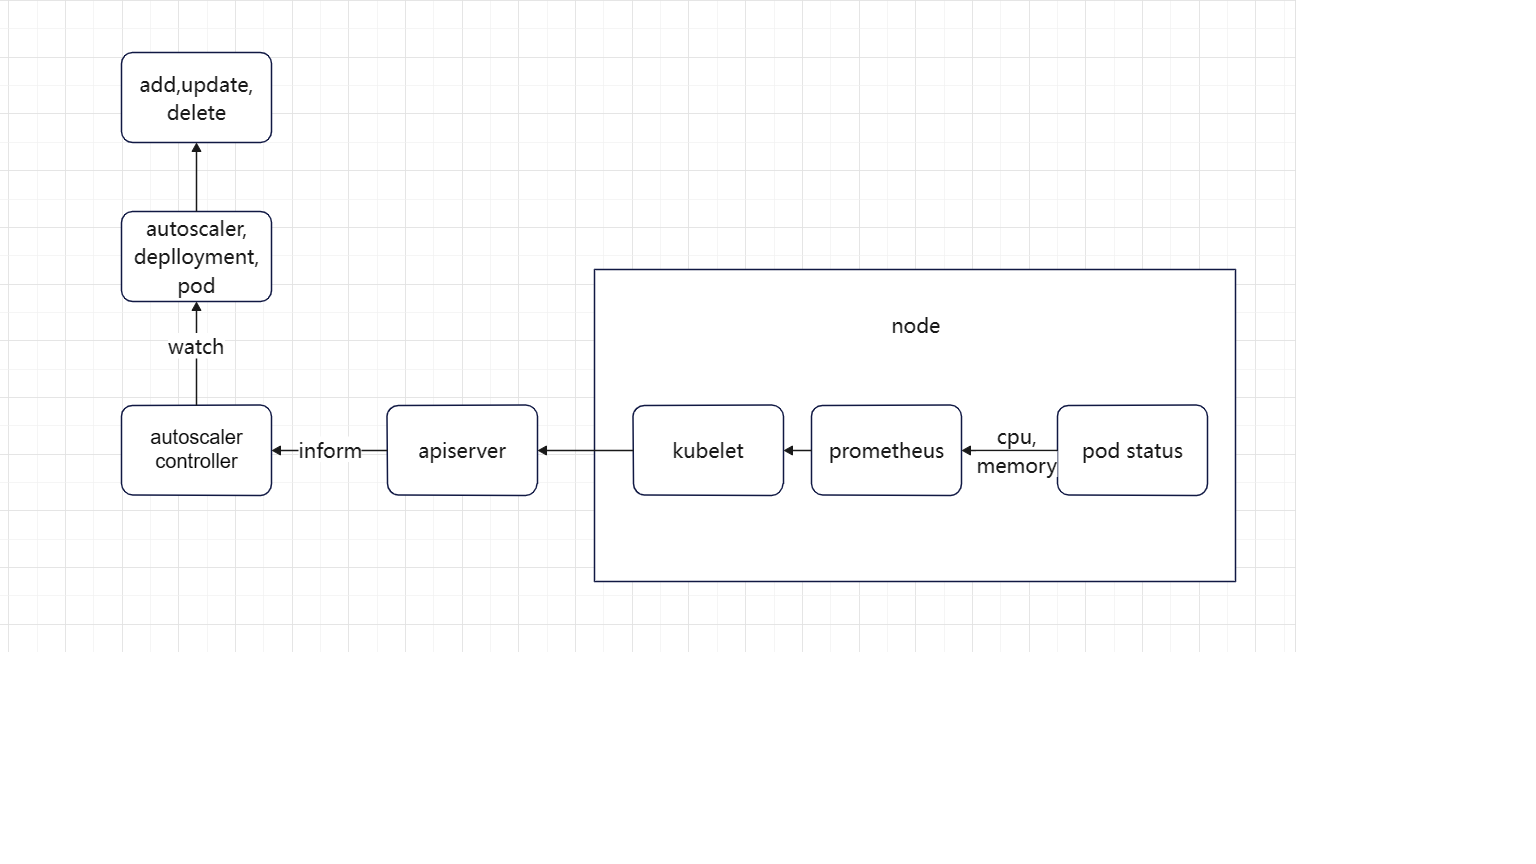 add,update,
delete
autoscaler,
deplloyment,
pod
watch
node
autoscaler
controller
inform
apiserver
kubelet
prometheus
cpu,
memory
pod status